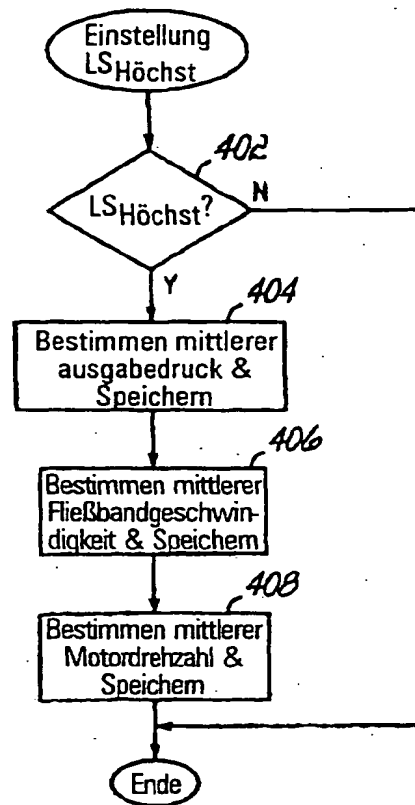 Einstellung
LSHöchst
402
LSHöchst?
N
Y
404
Bestimmen mittlerer
ausgabedruck &
Speichern
406
Bestimmen mittlerer
Fließbandgeschwin-
digkeit & Speichern
408
Bestimmen mittlerer
Motordrehzahl &
Speichern
Ende